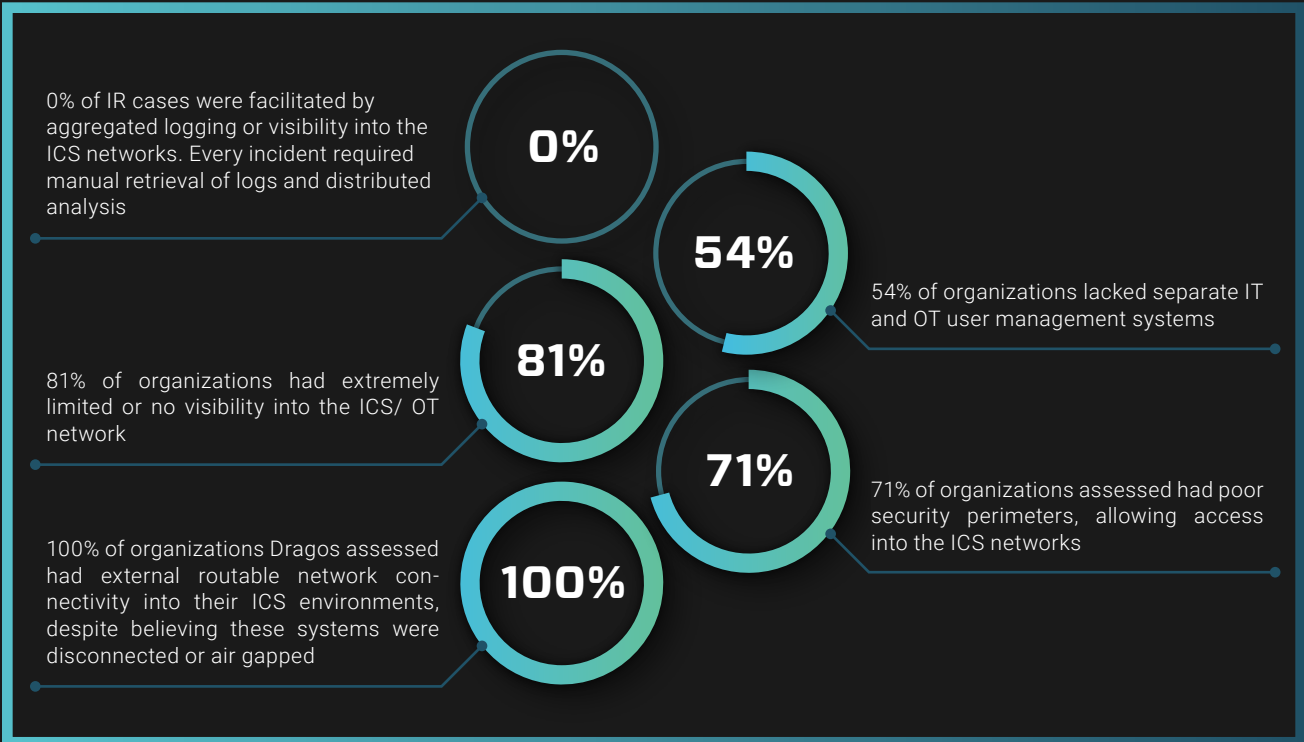 0% of IR cases were facilitated by
aggregated logging or visibility into the
ICS networks. Every incident required
manual retrieval of logs and distributed
analysis
0%
54%
54% of organizations lacked separate IT
and OT user management systems
81% of organizations had extremely
limited or no visibility into the ICS/ OT
network
81%
71%
71% of organizations assessed had poor
security perimeters, allowing access
into the ICS networks
100% of organizations Dragos assessed
had external routable network con-
nectivity into their ICS environments,
despite believing these systems were
disconnected or air gapped
100%